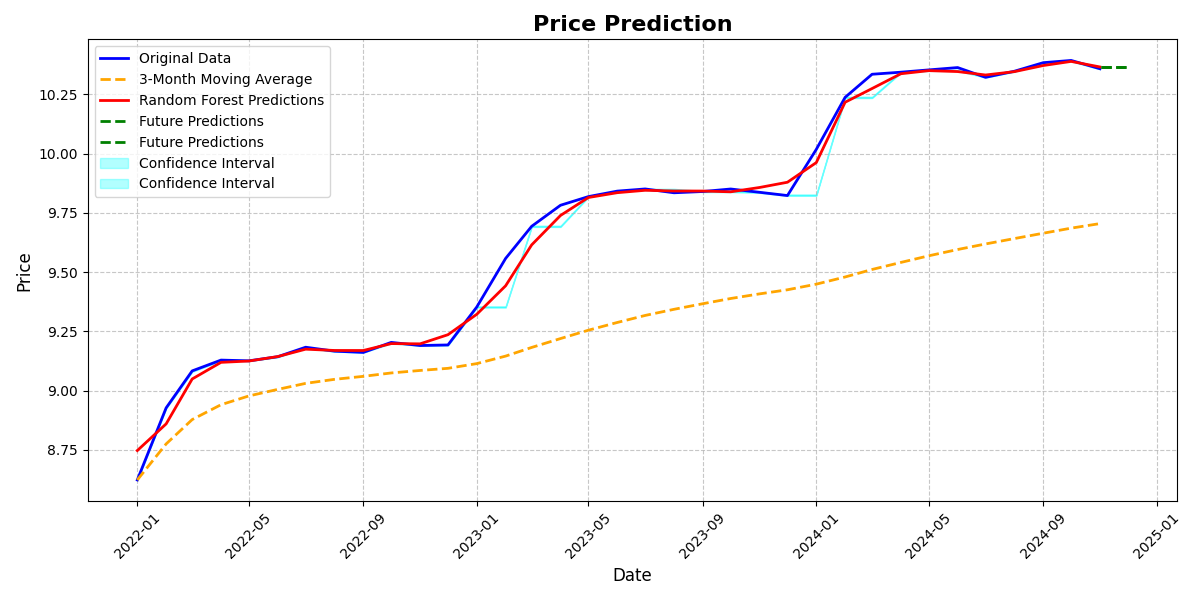 Price Prediction
Original Data
3-Month Moving Average
Random Forest Predictions
Future Predictions
Future Predictions
Confidence Interval
Confidence Interval
Price
10.25
10.00
9.75
9.50
9.25
9.00
8.75
2022-01
2022-05
2022-09
2023-01
2023-05
2023-09
2024-01
2024-05
2024-09
2025-01
Date